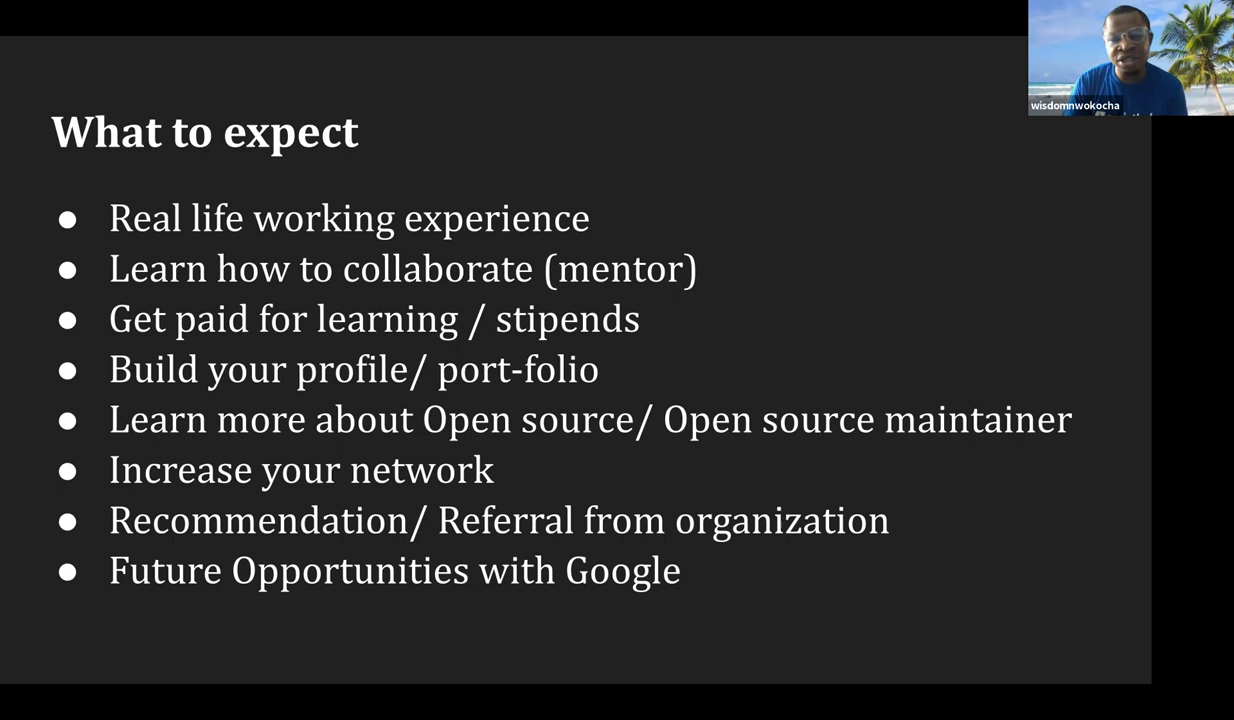 wisdomnwokocha
What to expect
● Real life working experience
● Learn how to collaborate (mentor)
● Get paid for learning / stipends
● Build your profile/ port-folio
● Learn more about Open source/ Open source maintainer
● Increase your network
● Recommendation/ Referral from organization
● Future Opportunities with Google